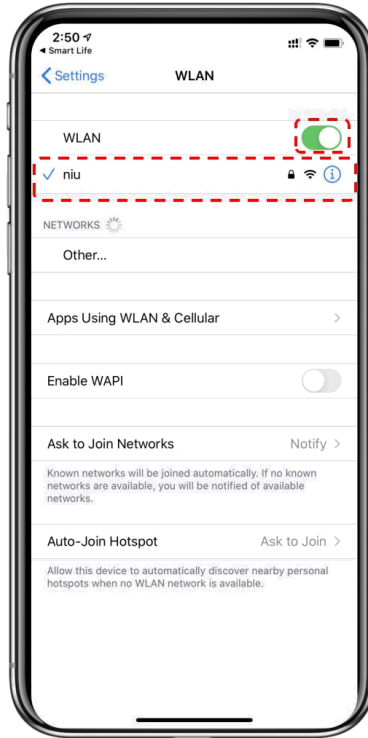 2:50
Smart Life
Settings
WLAN
WLAN
niu
NETWORKS
Other...
Apps Using WLAN & Cellular
Enable WAPI
Ask to Join Networks
Notify
Known networks will be joined automatically. If no known
networks are available, you will be notified of available
networks.
Auto-Join Hotspot
Ask to Join
Allow this device to automatically discover nearby personal
hotspots when no WLAN network is available.